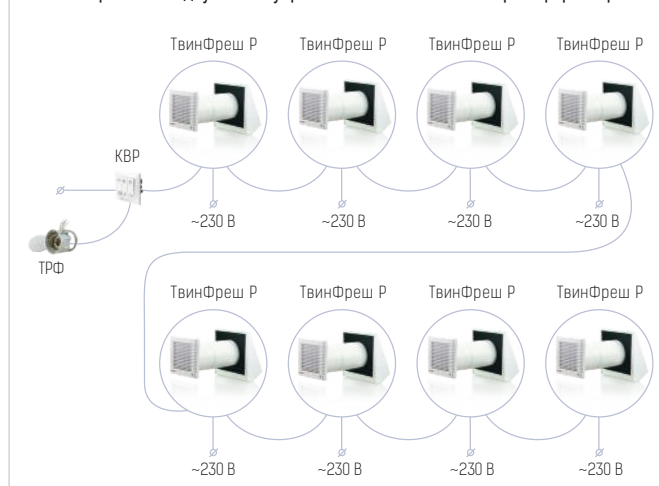 ТвинФреш Р ТвинФреш Р ТвинФреш Р ТвинФреш Р
КВР
~230 В ~230 В ~230 В ~230 В
ТРФ
ТвинФреш Р ТвинФреш Р ТвинФреш Р ТвинФреш Р
~230 В ~230 В ~230 В ~230 В